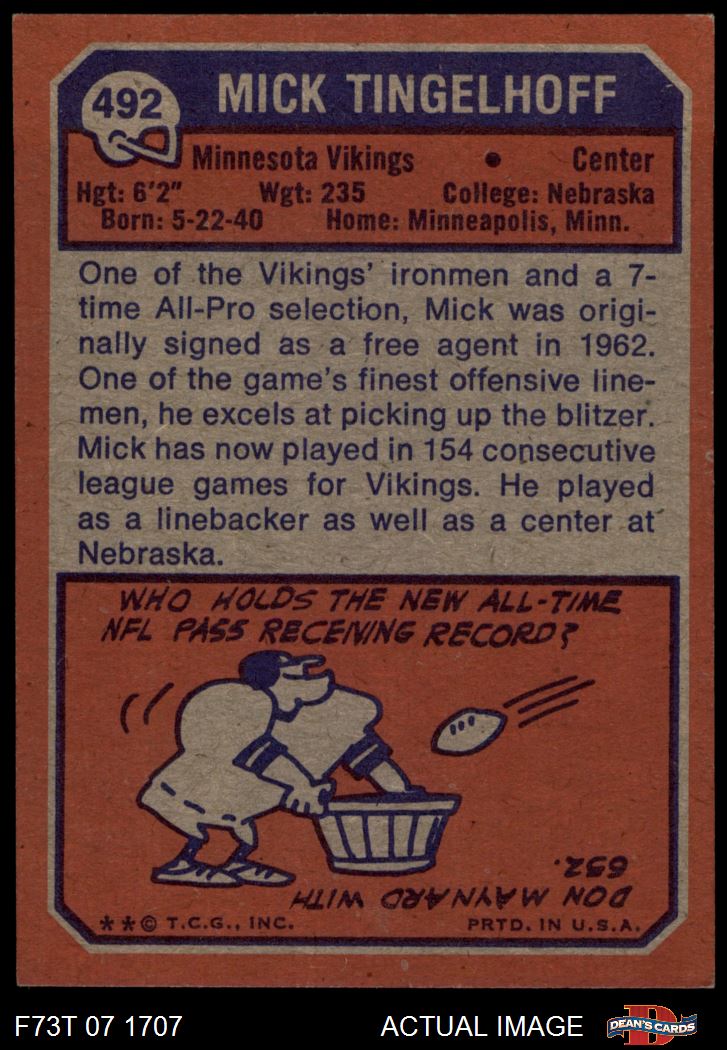 492
MICK TINGELHOFF
Minnesota Vikings • Center
Hgt: 6'2" Wgt: 235 College: Nebraska
Born: 5-22-40 Home: Minneapolis, Minn.
One of the Vikings' ironmen and a 7-
time All-Pro selection, Mick was origi-
nally signed as a free agent in 1962.
One of the game's finest offensive line-
men, he excels at picking up the blitzer.
Mick has now played in 154 consecutive
league games for Vikings. He played
as a linebacker as well as a center at
Nebraska.
WHO HOLDS THE NEW ALL-TIME
NFL PASS RECEIVING RECORD?
DON MAYNARD WITH
632.
** © T.C.G., INC. PRTD. IN U.S.A.
F73T 07 1707 ACTUAL IMAGE
DEAN'S CARDS